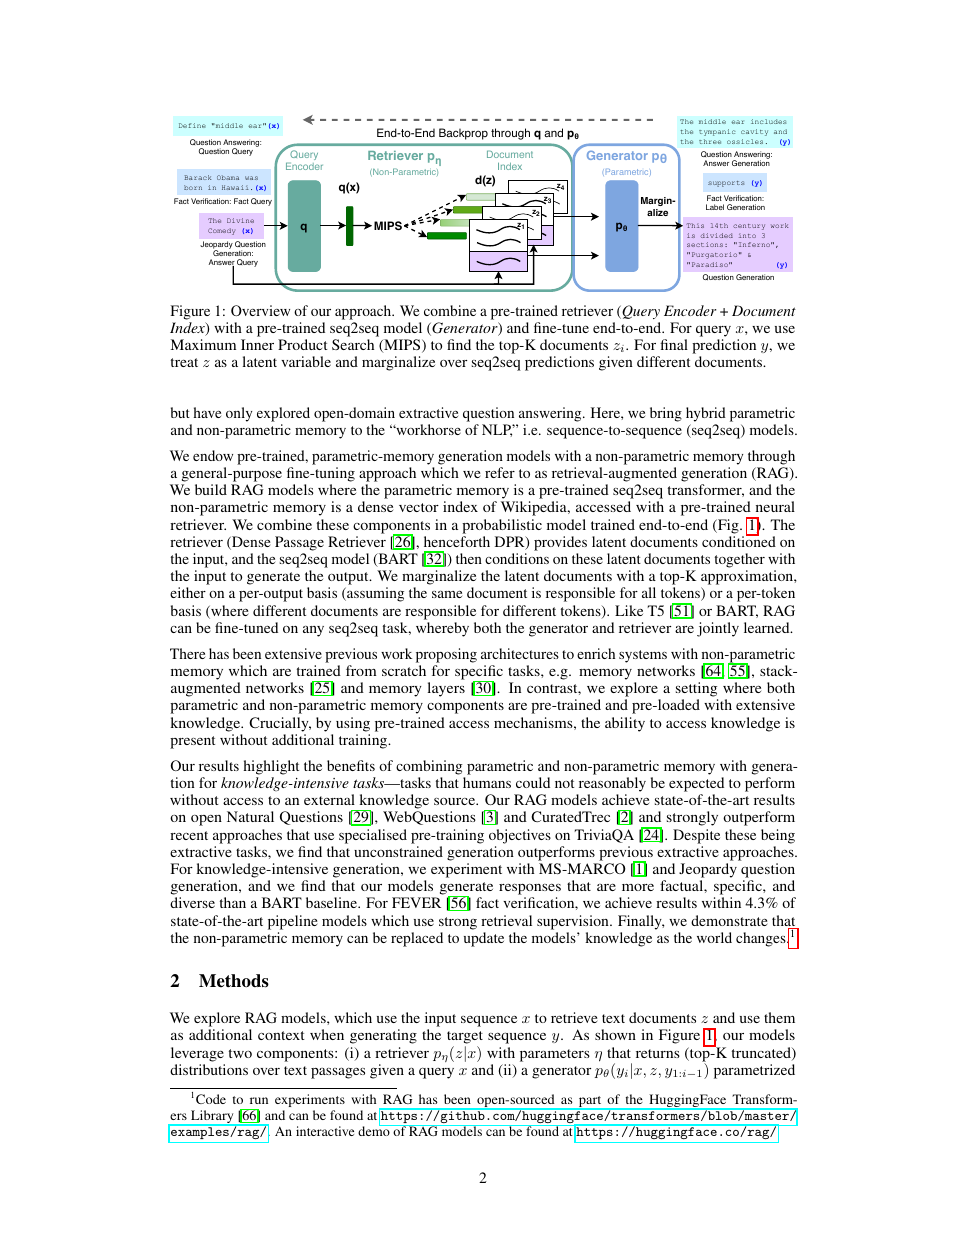 Define "middle ear"(x)
Question Answering:
Question Query
Barack Obama was
born in Hawaii.(x)
Fact Verification: Fact Query
The Divine
Comedy (x)
Jeopardy Question
Generation:
Answer Query
End-to-End Backprop through q and pθ
Query
Encoder
Retriever pη
(Non-Parametric)
Document
Index
Generator pθ
(Parametric)
q
q(x)
MIPS
d(z)
z4
z3
z2
z1
pθ
Margin-
alize
The middle ear includes
the tympanic cavity and
the three ossicles. (y)
Question Answering:
Answer Generation
supports (y)
Fact Verification:
Label Generation
This 14th century work
is divided into 3
sections: "Inferno",
"Purgatorio" &
"Paradiso" (y)
Question Generation
Figure 1: Overview of our approach. We combine a pre-trained retriever (Query Encoder + Document
Index) with a pre-trained seq2seq model (Generator) and fine-tune end-to-end. For query x, we use
Maximum Inner Product Search (MIPS) to find the top-K documents zi. For final prediction y, we
treat z as a latent variable and marginalize over seq2seq predictions given different documents.
but have only explored open-domain extractive question answering. Here, we bring hybrid parametric
and non-parametric memory to the “workhorse of NLP,” i.e. sequence-to-sequence (seq2seq) models.
We endow pre-trained, parametric-memory generation models with a non-parametric memory through
a general-purpose fine-tuning approach which we refer to as retrieval-augmented generation (RAG).
We build RAG models where the parametric memory is a pre-trained seq2seq transformer, and the
non-parametric memory is a dense vector index of Wikipedia, accessed with a pre-trained neural
retriever. We combine these components in a probabilistic model trained end-to-end (Fig. 1). The
retriever (Dense Passage Retriever [26], henceforth DPR) provides latent documents conditioned on
the input, and the seq2seq model (BART [32]) then conditions on these latent documents together with
the input to generate the output. We marginalize the latent documents with a top-K approximation,
either on a per-output basis (assuming the same document is responsible for all tokens) or a per-token
basis (where different documents are responsible for different tokens). Like T5 [51] or BART, RAG
can be fine-tuned on any seq2seq task, whereby both the generator and retriever are jointly learned.
There has been extensive previous work proposing architectures to enrich systems with non-parametric
memory which are trained from scratch for specific tasks, e.g. memory networks [64, 55], stack-
augmented networks [25] and memory layers [30]. In contrast, we explore a setting where both
parametric and non-parametric memory components are pre-trained and pre-loaded with extensive
knowledge. Crucially, by using pre-trained access mechanisms, the ability to access knowledge is
present without additional training.
Our results highlight the benefits of combining parametric and non-parametric memory with genera-
tion for knowledge-intensive tasks—tasks that humans could not reasonably be expected to perform
without access to an external knowledge source. Our RAG models achieve state-of-the-art results
on open Natural Questions [29], WebQuestions [3] and CuratedTrec [2] and strongly outperform
recent approaches that use specialised pre-training objectives on TriviaQA [24]. Despite these being
extractive tasks, we find that unconstrained generation outperforms previous extractive approaches.
For knowledge-intensive generation, we experiment with MS-MARCO [1] and Jeopardy question
generation, and we find that our models generate responses that are more factual, specific, and
diverse than a BART baseline. For FEVER [56] fact verification, we achieve results within 4.3% of
state-of-the-art pipeline models which use strong retrieval supervision. Finally, we demonstrate that
the non-parametric memory can be replaced to update the models’ knowledge as the world changes.1
2 Methods
We explore RAG models, which use the input sequence x to retrieve text documents z and use them
as additional context when generating the target sequence y. As shown in Figure 1, our models
leverage two components: (i) a retriever pη(z|x) with parameters η that returns (top-K truncated)
distributions over text passages given a query x and (ii) a generator pθ(yi|x, z, y1:i−1) parametrized
1Code to run experiments with RAG has been open-sourced as part of the HuggingFace Transform-
ers Library [66] and can be found at https://github.com/huggingface/transformers/blob/master/
examples/rag/. An interactive demo of RAG models can be found at https://huggingface.co/rag/
2